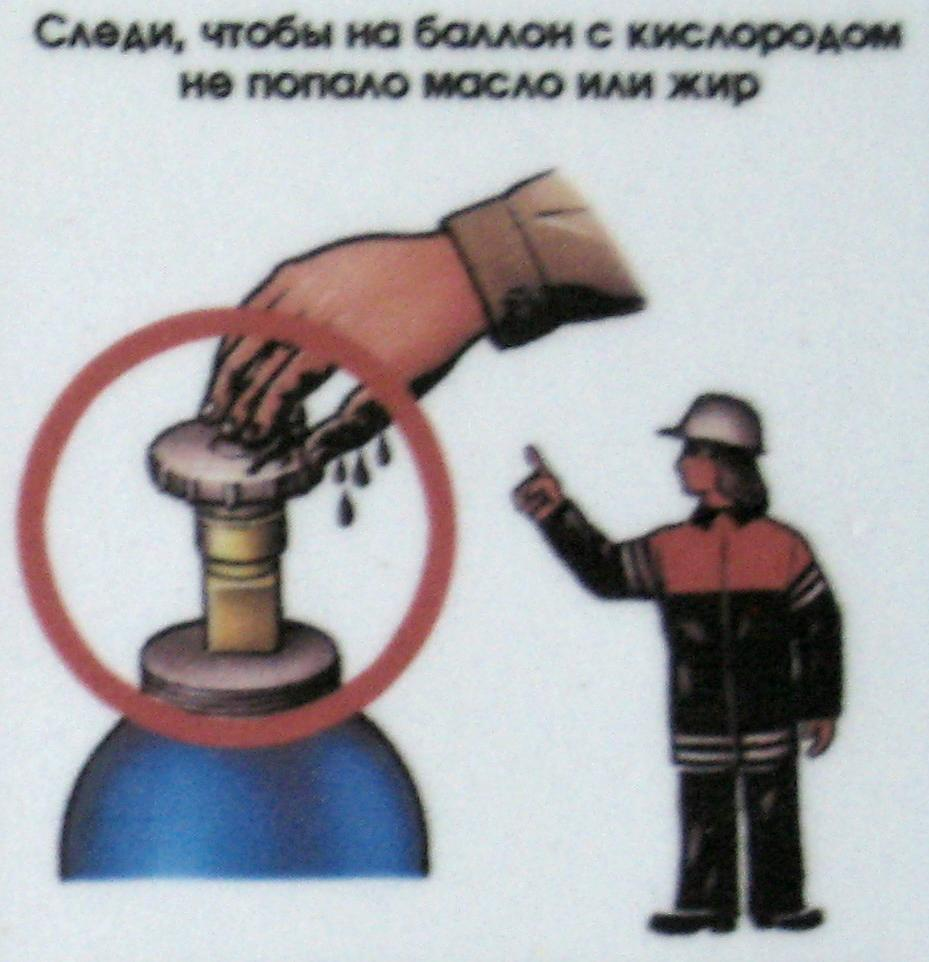 Следи, чтобы на баллон с кислородом
не попало масло или жир